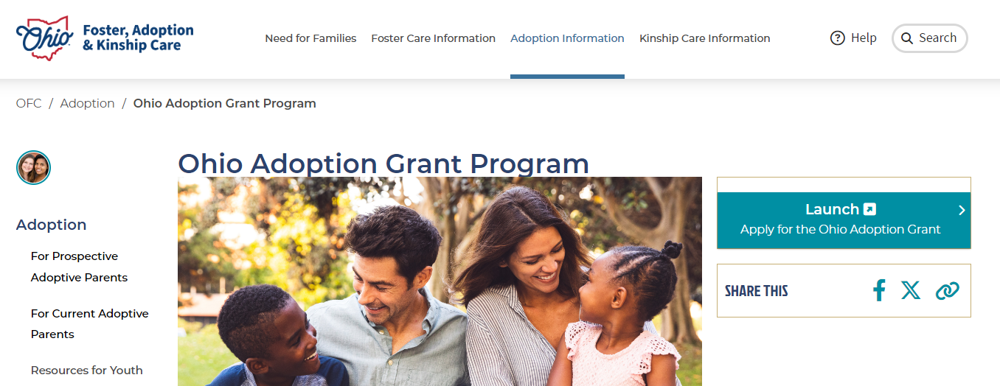 Ohio
Foster, Adoption
& Kinship Care
Need for Families
Foster Care Information
Adoption Information
Kinship Care Information
Help
Search
OFC / Adoption / Ohio Adoption Grant Program
Adoption
For Prospective
Adoptive Parents
For Current Adoptive
Parents
Resources for Youth
Ohio Adoption Grant Program
Launch
Apply for the Ohio Adoption Grant
SHARE THIS